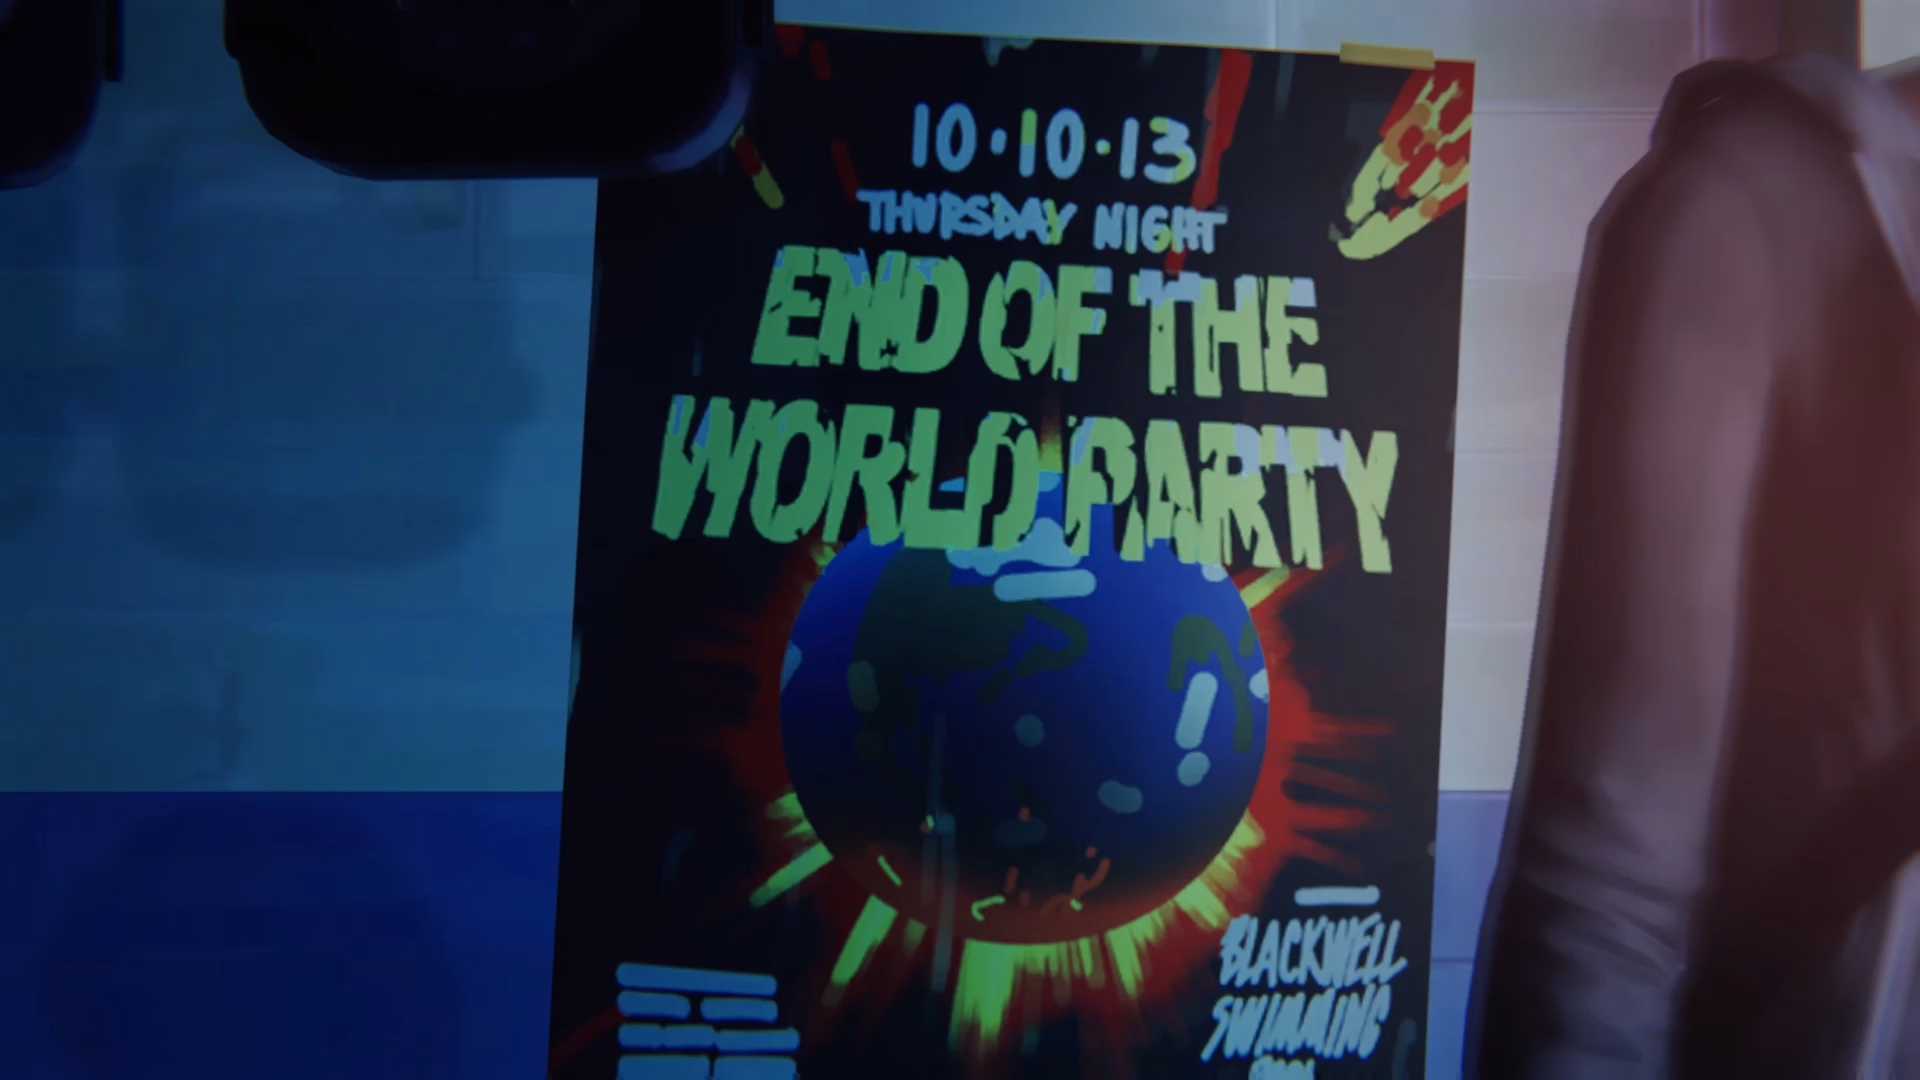 10·10·13
THURSDAY NIGHT
END OF THE
WORLD PARTY
BLACKWELL
SWIMMING